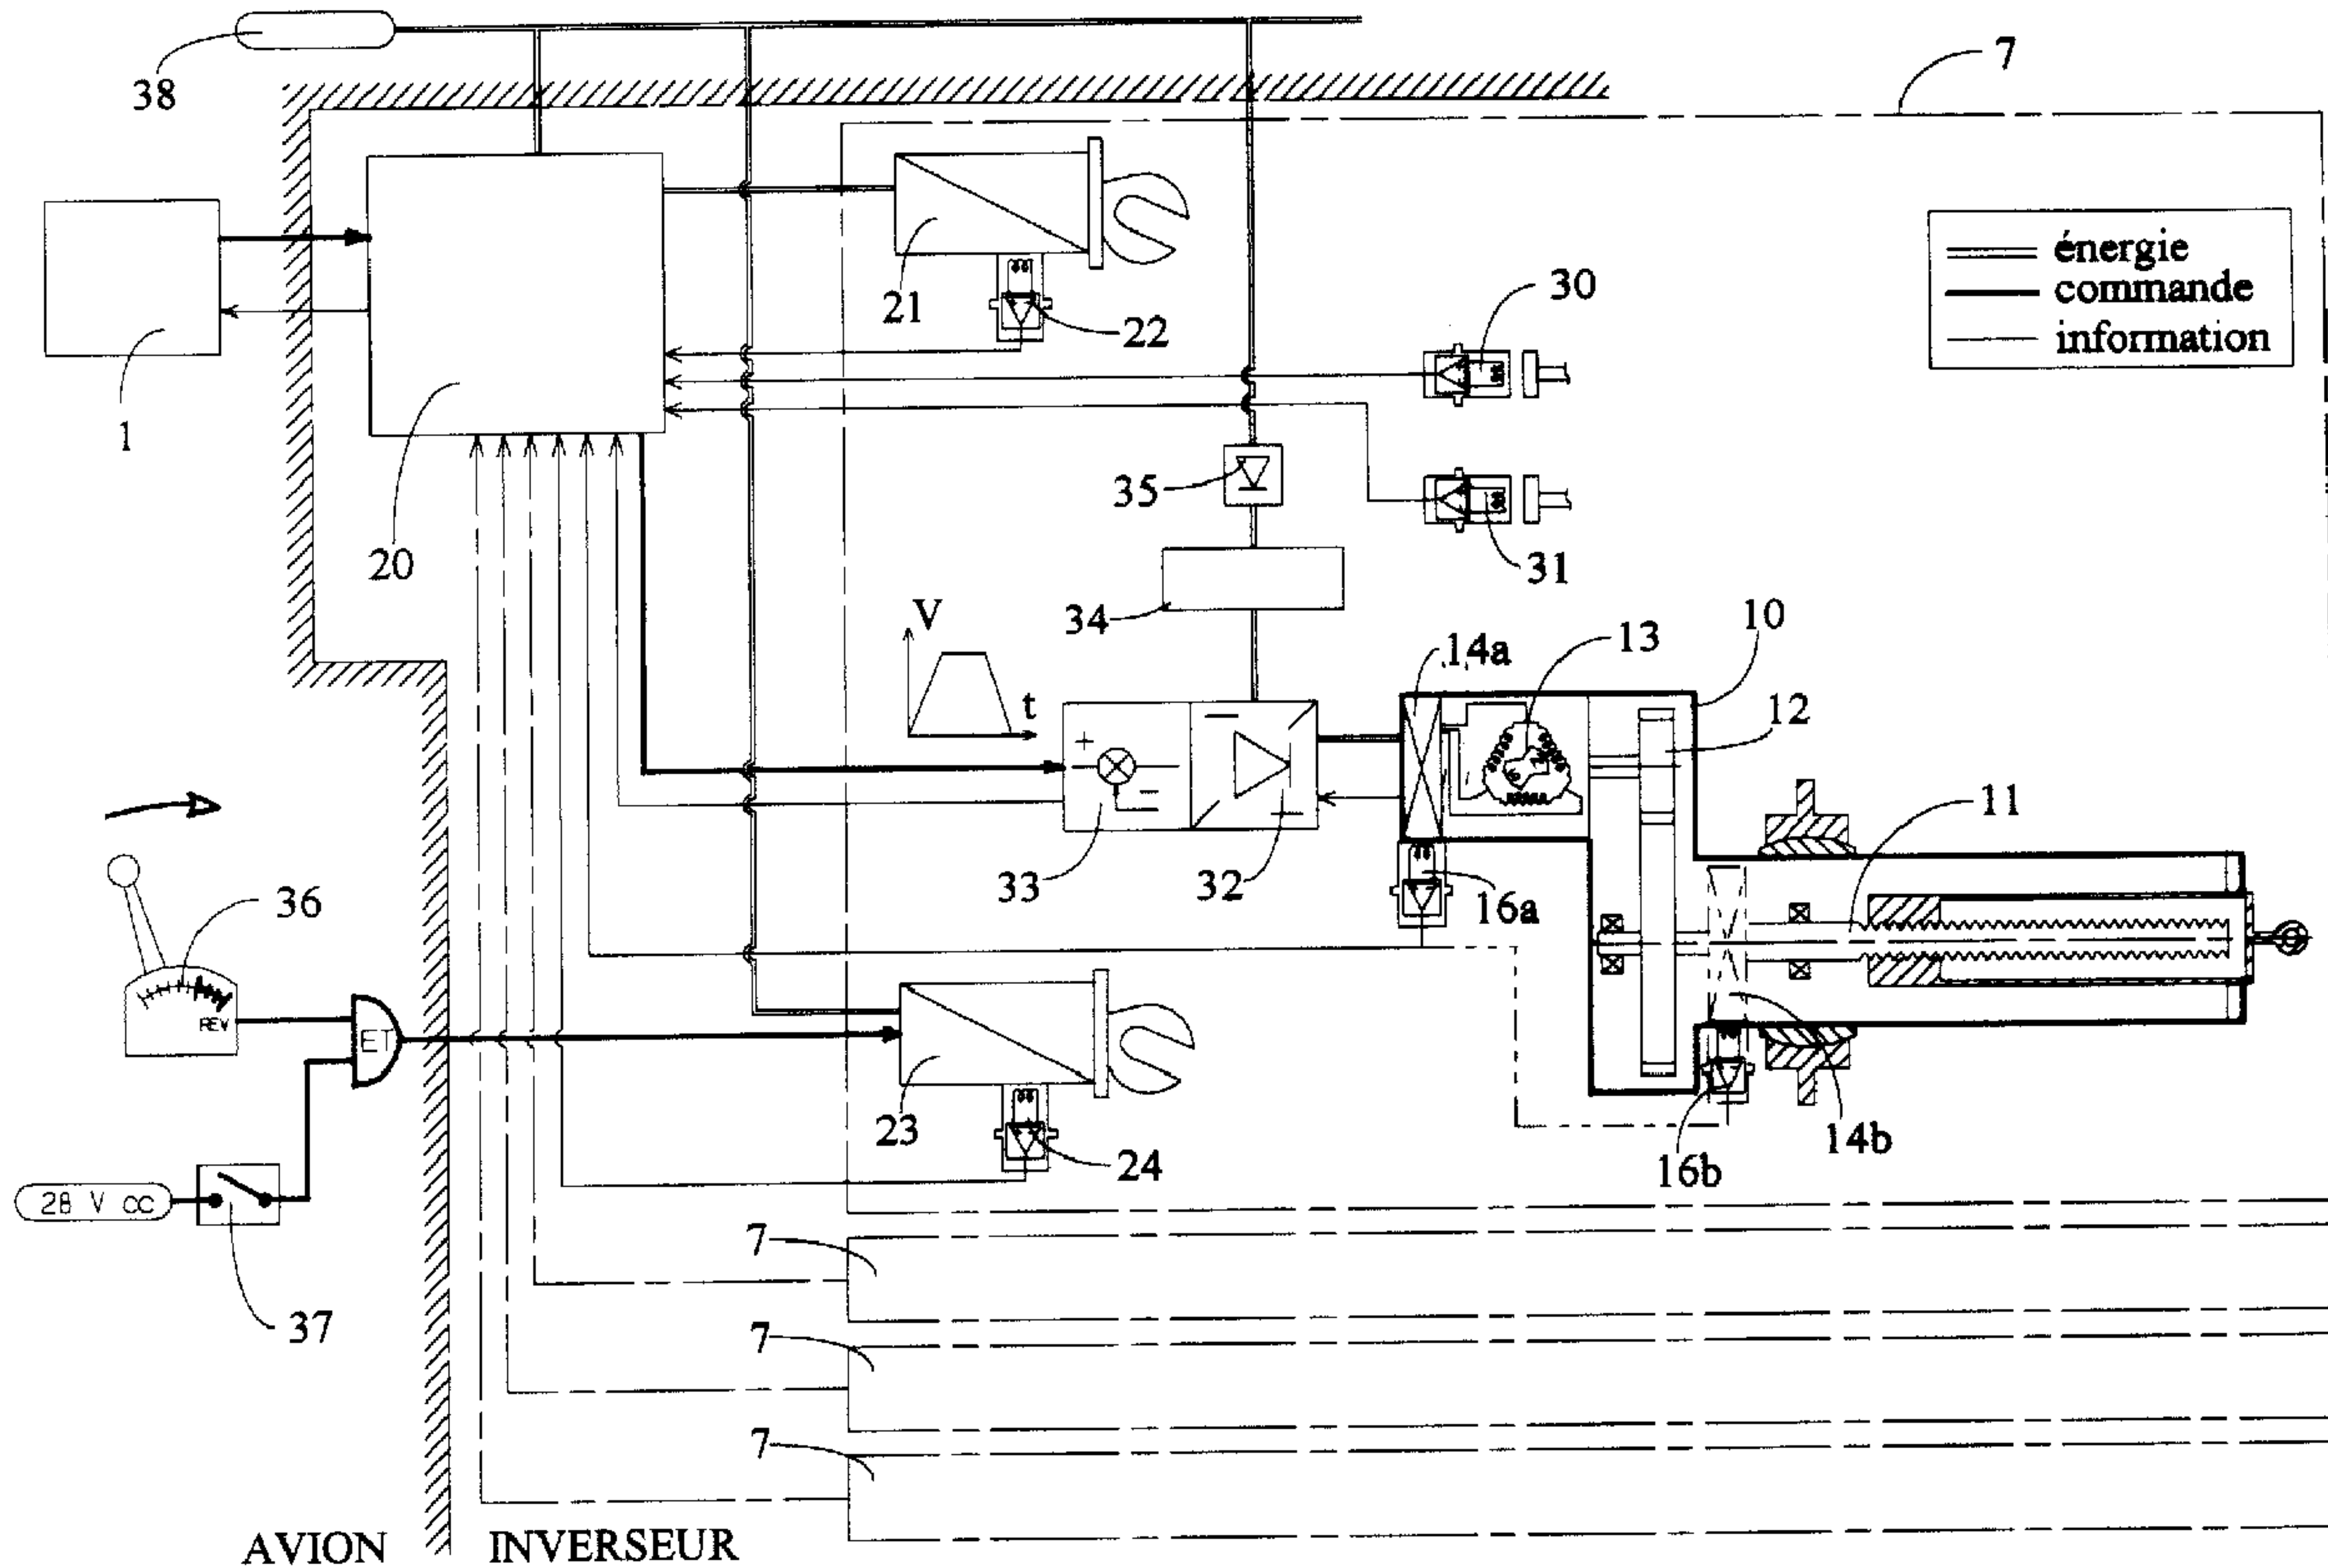 38
7
énergie
commande
information
21
22
30
1
35
31
20
34
V
t
14a
13
10
12
+
33
32
16a
11
36
REV
ET
23
24
16b
14b
28 V cc
37
7
7
7
AVION
INVERSEUR